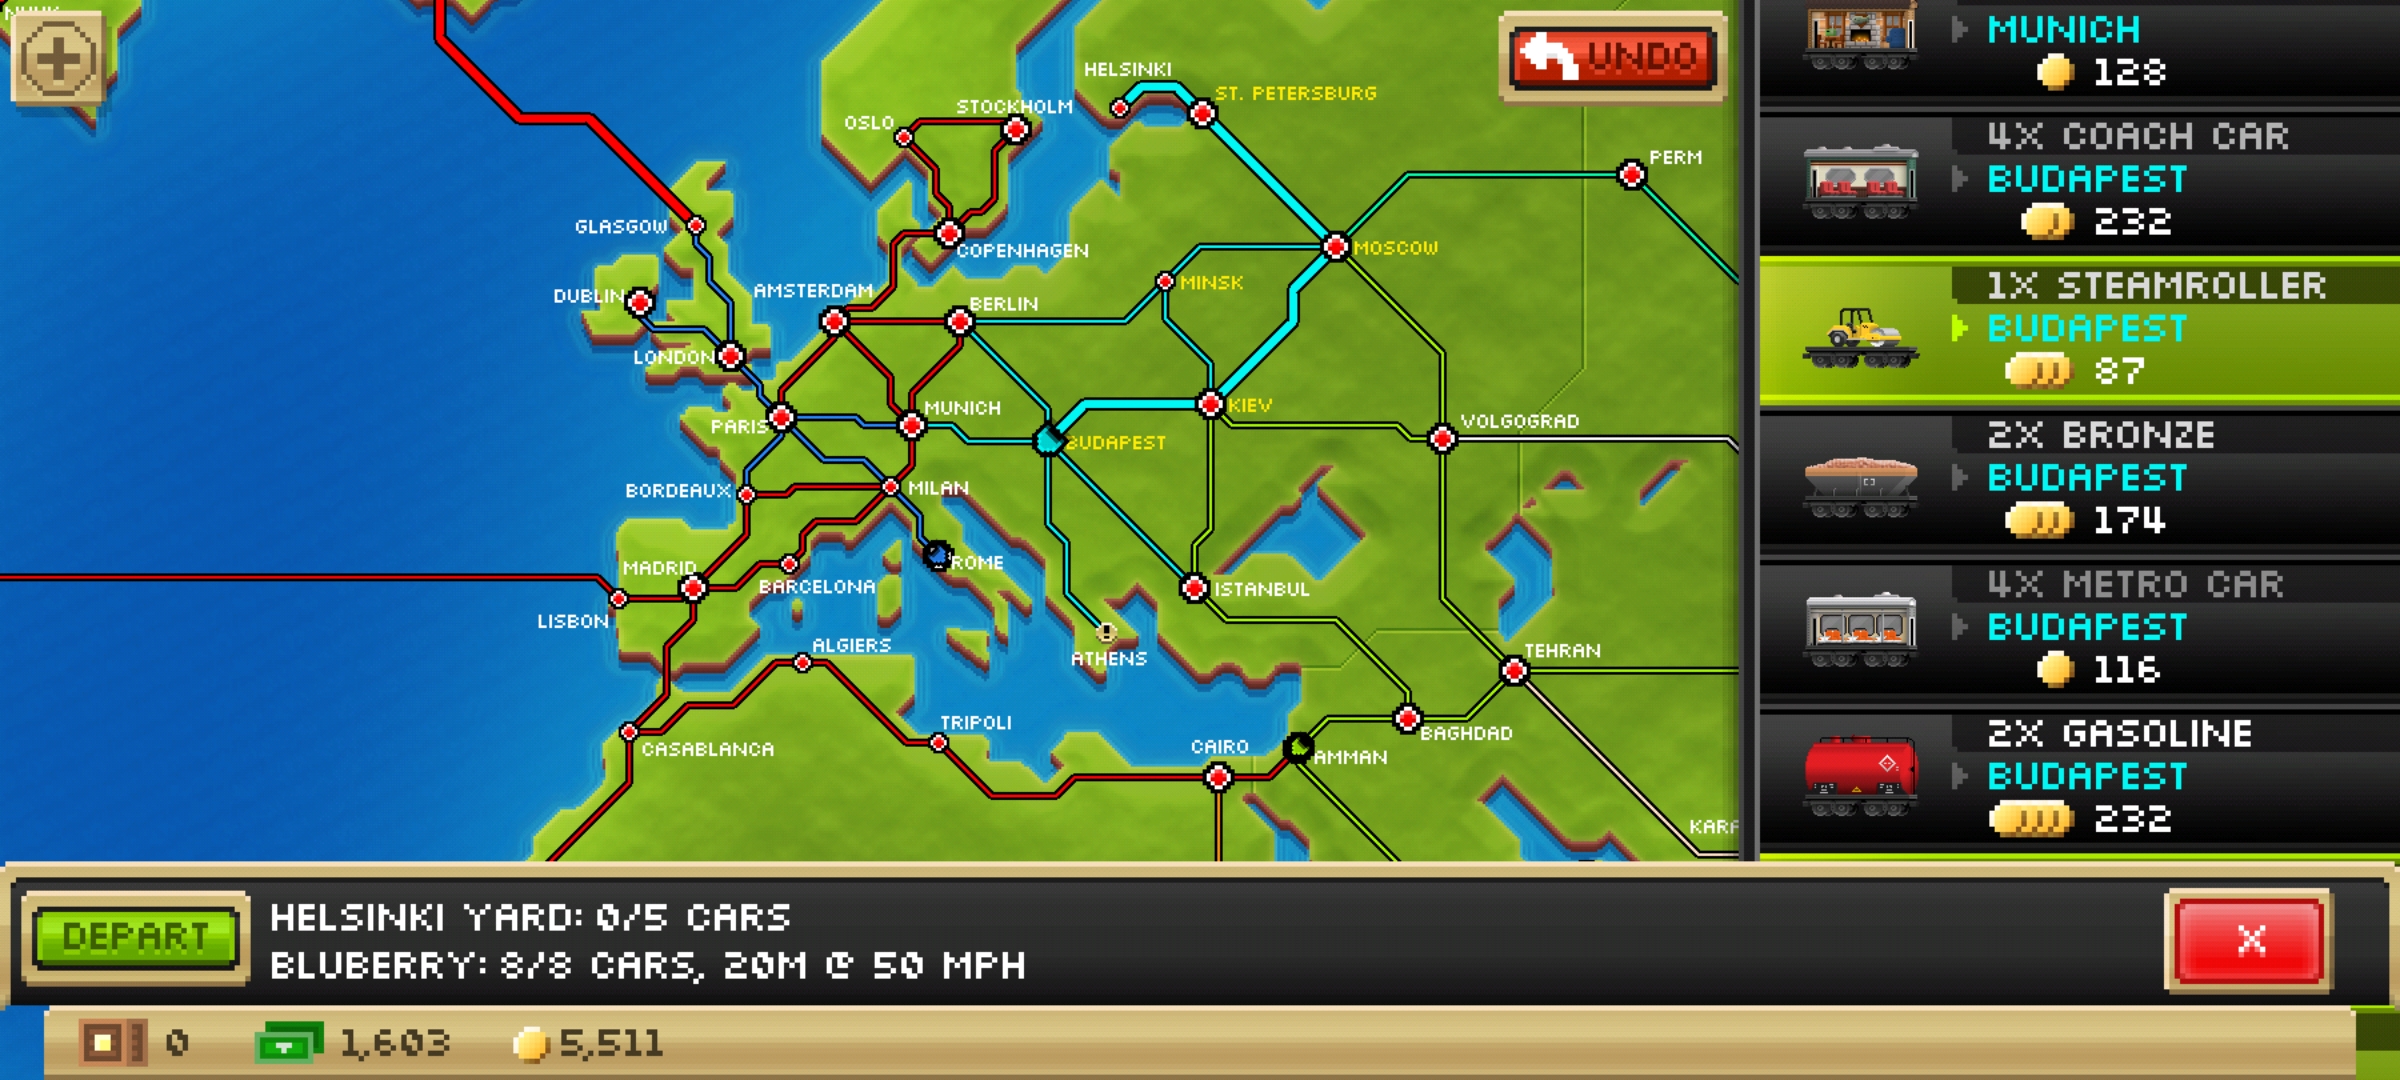 UNDO
HELSINKI
ST. PETERSBURG
STOCKHOLM
OSLO
PERM
GLASGOW
COPENHAGEN
MOSCOW
DUBLIN
AMSTERDAM
BERLIN
MINSK
LONDON
PARIS
MUNICH
KIEV
BUDAPEST
VOLGOGRAD
BORDEAUX
MILAN
ROME
MADRID
BARCELONA
ISTANBUL
LISBON
ALGIERS
ATHENS
TEHRAN
CASABLANCA
TRIPOLI
CAIRO
AMMAN
BAGHDAD
MUNICH
128
4X COACH CAR
BUDAPEST
232
1X STEAMROLLER
BUDAPEST
87
2X BRONZE
BUDAPEST
174
4X METRO CAR
BUDAPEST
116
2X GASOLINE
BUDAPEST
232
DEPART
HELSINKI YARD: 0/5 CARS
BLUBERRY: 8/8 CARS, 20M @ 50 MPH
X
0
1,603
5,511